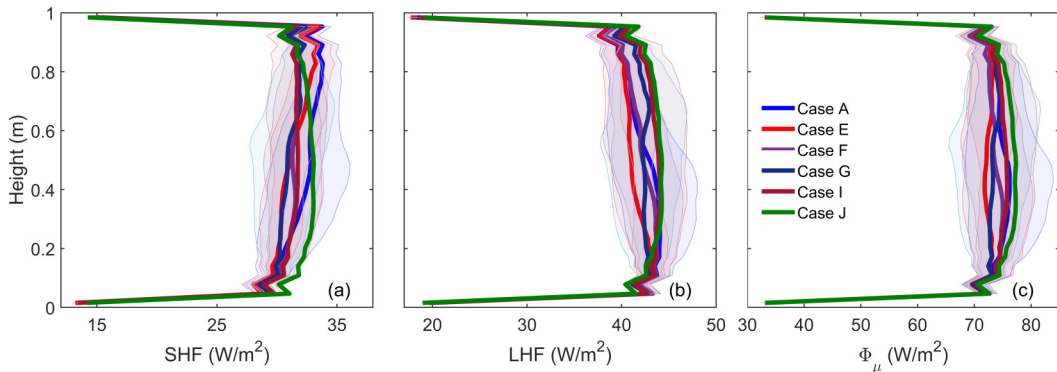 1
0.8
0.6
0.4
0.2
0
Height (m)
15 25 35
SHF (W/m²)
(a)
20 30 40 50
LHF (W/m²)
(b)
Case A
Case E
Case F
Case G
Case I
Case J
30 40 50 60 70 80
Φμ (W/m²)
(c)